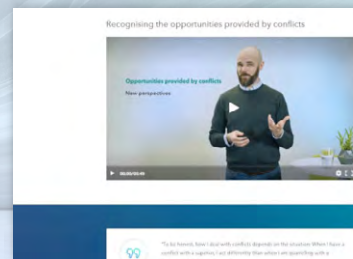 Recognising the opportunities provided by conflicts
Opportunities provided by conflicts
New perspectives
"To be honest, how I deal with conflicts depends on the situation. When I have a
conflict with a superior, I act differently than when I am quarrelling with a